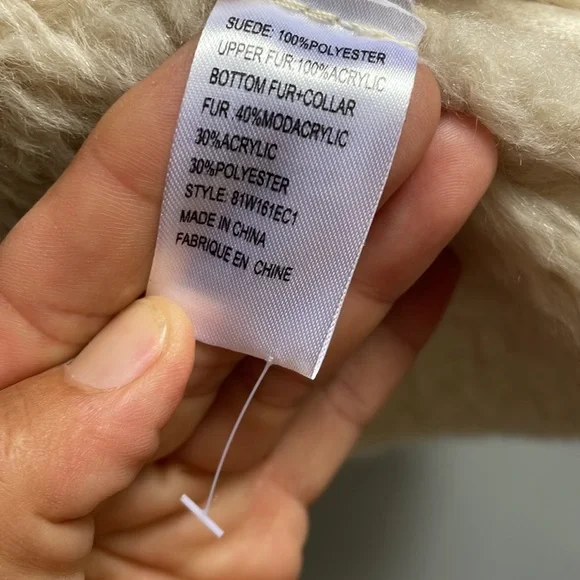 SUEDE: 100%POLYESTER
UPPER FUR:100%ACRYLIC
BOTTOM FUR+COLLAR
FUR 40%MODACRYLIC
30%ACRYLIC
30%POLYESTER
STYLE: 81W161EC1
MADE IN CHINA
FABRIQUE EN CHINE